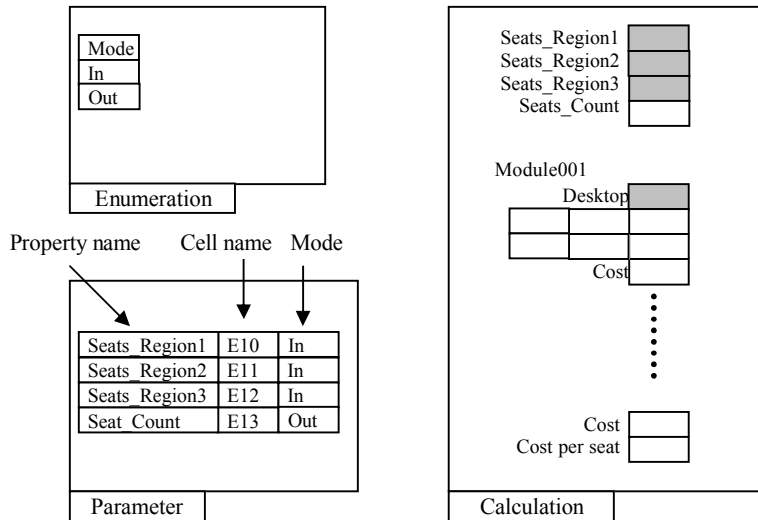 Mode
In
Out
Enumeration
Property name Cell name Mode
Seats_Region1 E10 In
Seats_Region2 E11 In
Seats_Region3 E12 In
Seat_Count E13 Out
Parameter
Seats_Region1
Seats_Region2
Seats_Region3
Seats_Count
Module001
Desktop
Cost
Cost
Cost per seat
Calculation